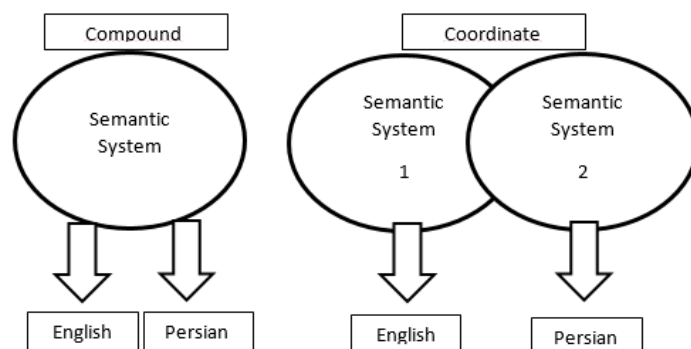 Compound
Semantic
System
English
Persian
Coordinate
Semantic
System
1
Semantic
System
2
English
Persian